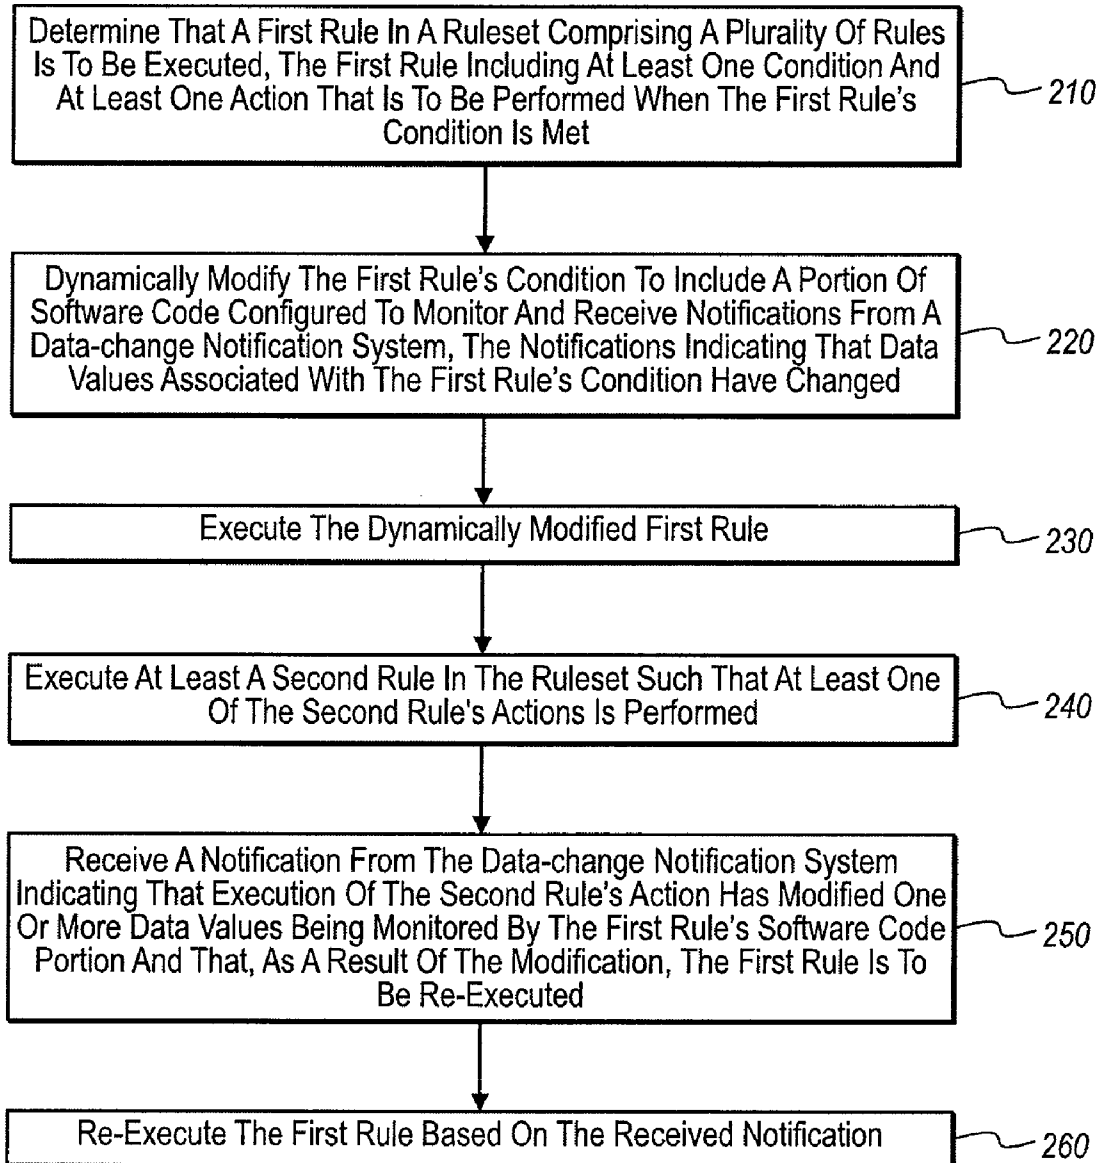 Determine That A First Rule In A Ruleset Comprising A Plurality Of Rules
Is To Be Executed, The First Rule Including At Least One Condition And
At Least One Action That Is To Be Performed When The First Rule's
Condition Is Met
210
Dynamically Modify The First Rule's Condition To Include A Portion Of
Software Code Configured To Monitor And Receive Notifications From A
Data-change Notification System, The Notifications Indicating That Data
Values Associated With The First Rule's Condition Have Changed
220
Execute The Dynamically Modified First Rule
230
Execute At Least A Second Rule In The Ruleset Such That At Least One
Of The Second Rule's Actions Is Performed
240
Receive A Notification From The Data-change Notification System
Indicating That Execution Of The Second Rule's Action Has Modified One
Or More Data Values Being Monitored By The First Rule's Software Code
Portion And That, As A Result Of The Modification, The First Rule Is To
Be Re-Executed
250
Re-Execute The First Rule Based On The Received Notification
260